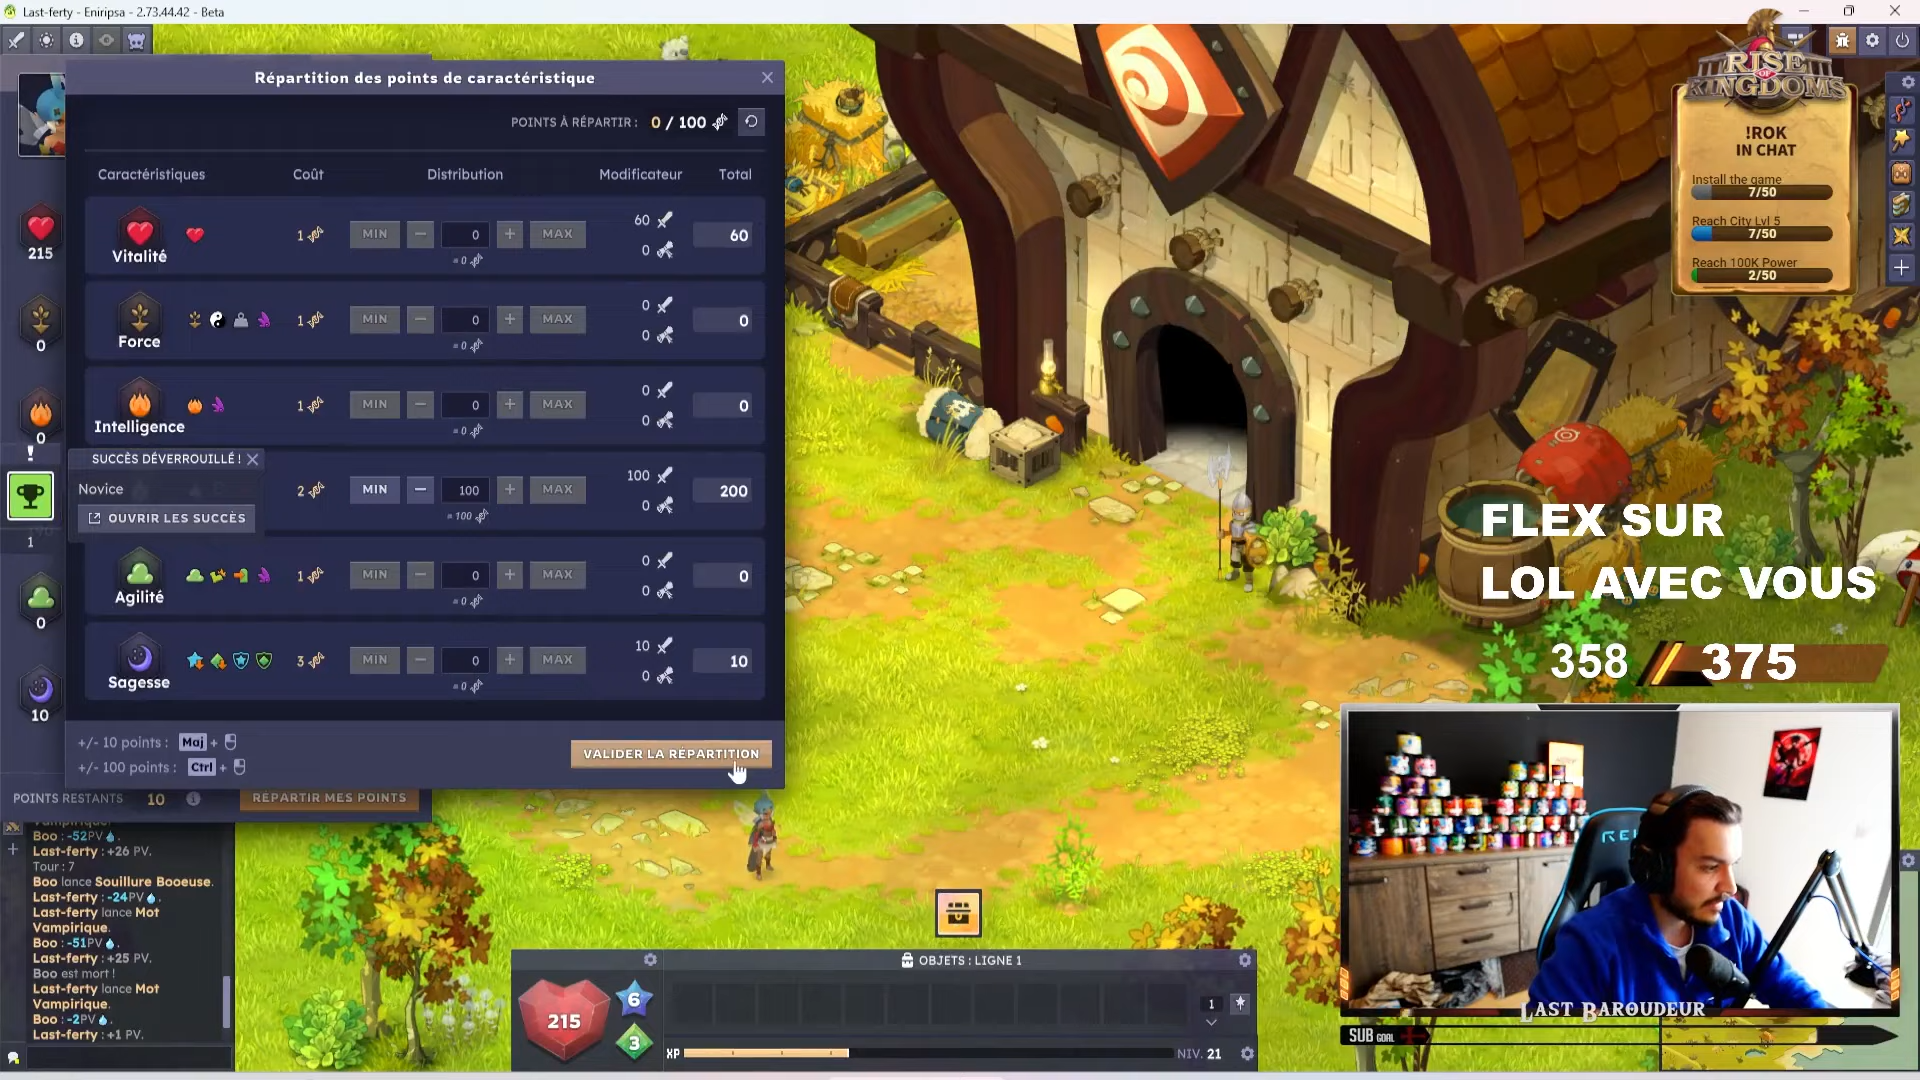 Last-ferty - Eniripsa - 2.73.44.42 - Beta
Répartition des points de caractéristique
POINTS À RÉPARTIR : 0 / 100
Caractéristiques Coût Distribution Modificateur Total
Vitalité 1 MIN − 0 + MAX 60 0 60
= 0
Force 1 MIN − 0 + MAX 0 0 0
= 0
Intelligence 1 MIN − 0 + MAX 0 0 0
= 0
2 MIN − 100 + MAX 100 0 200
= 100
Agilité 1 MIN − 0 + MAX 0 0 0
= 0
Sagesse 3 MIN − 0 + MAX 10 0 10
= 0
+/- 10 points : Maj +
+/- 100 points : Ctrl +
VALIDER LA RÉPARTITION
215
0
0
!
1
0
10
SUCCÈS DÉVERROUILLÉ !
Novice
OUVRIR LES SUCCÈS
POINTS RESTANTS 10 RÉPARTIR MES POINTS
Vampirique.
Boo : -52PV.
Last-ferty : +26 PV.
Tour : 7
Boo lance Souillure Booeuse.
Last-ferty : -24PV.
Last-ferty lance Mot
Vampirique.
Boo : -51PV.
Last-ferty : +25 PV.
Boo est mort !
Last-ferty lance Mot
Vampirique.
Boo : -2PV.
Last-ferty : +1 PV.
OBJETS : LIGNE 1
215
6
3
1
XP NIV. 21
RISE OF KINGDOMS
!ROK
IN CHAT
Install the game
7/50
Reach City Lvl 5
7/50
Reach 100K Power
2/50
FLEX SUR
LOL AVEC VOUS
358 375
LAST BAROUDEUR
SUB GOAL